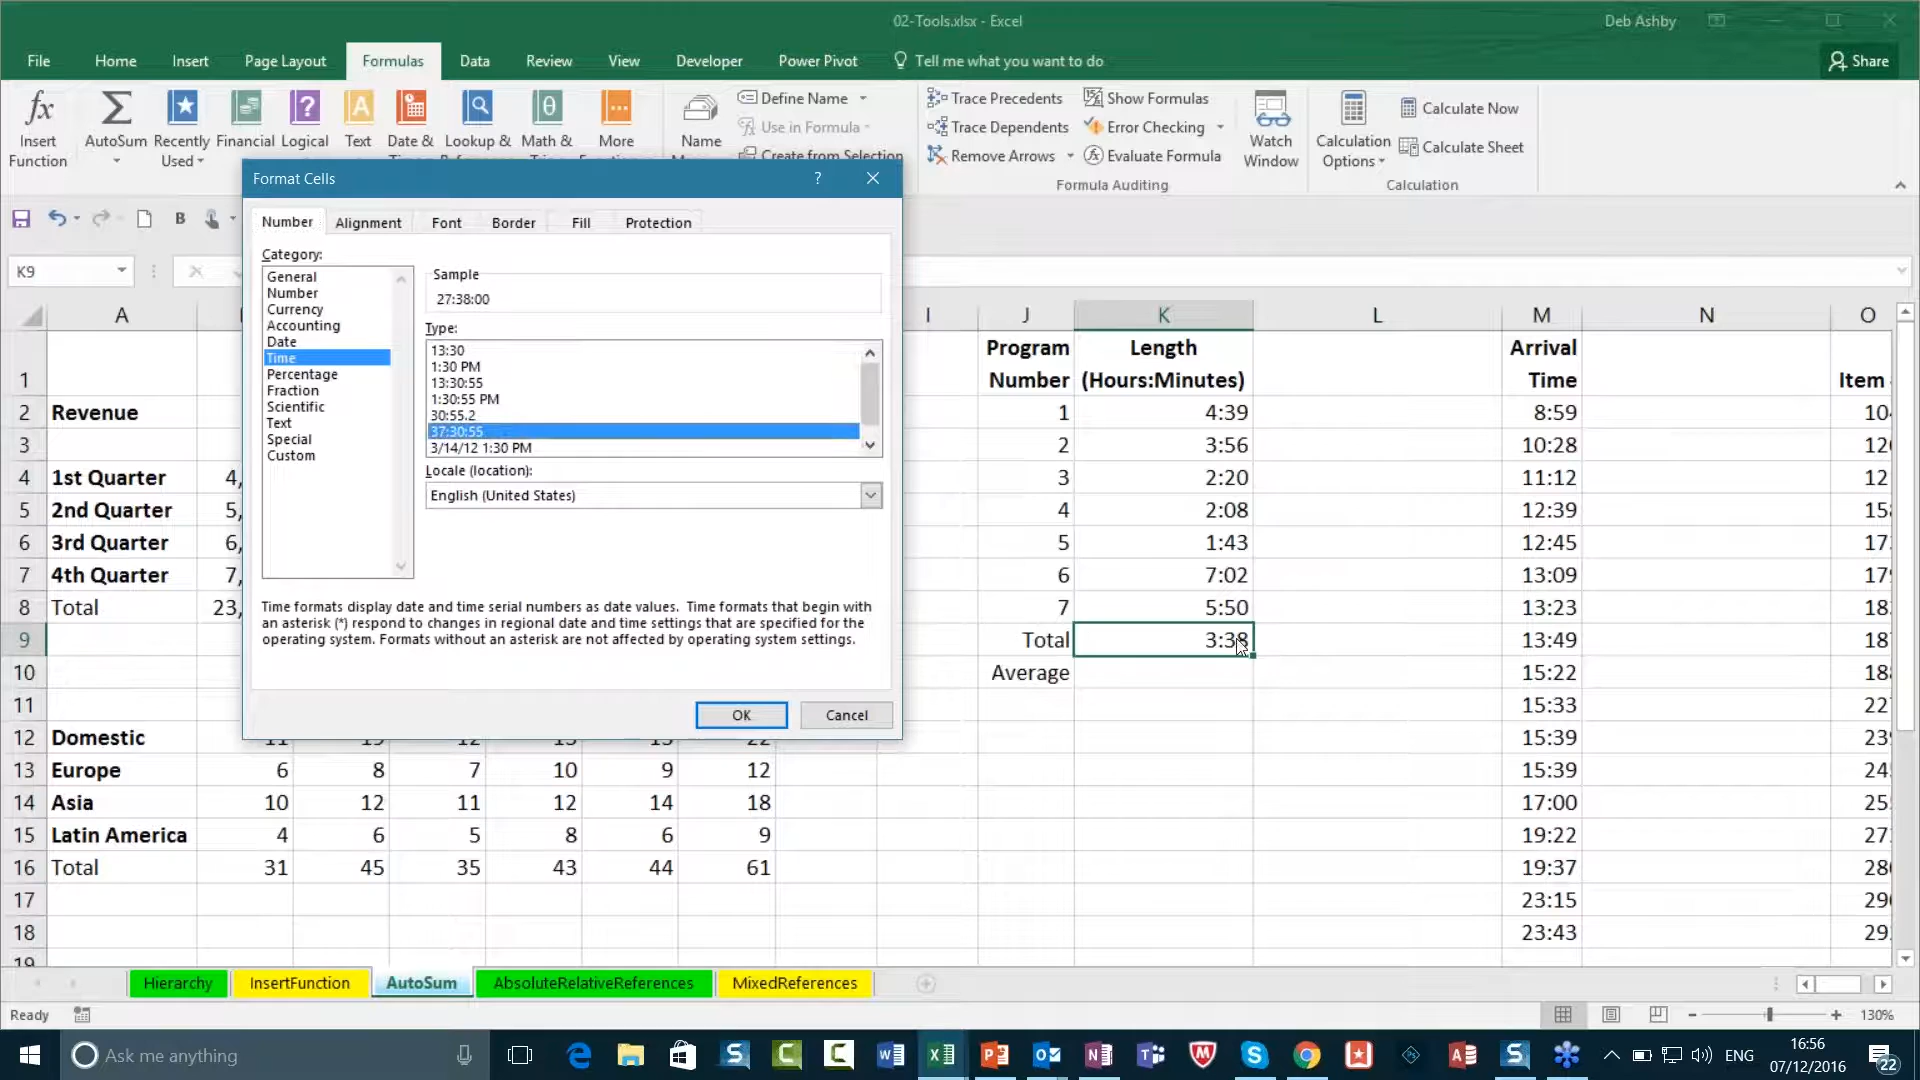 02-Tools.xlsx - Excel
Deb Ashby
File Home Insert Page Layout Formulas Data Review View Developer Power Pivot Tell me what you want to do
Share
Insert Function
AutoSum
Recently Used
Financial
Logical
Text
Date &
Lookup &
Math &
More
Name
Define Name
Use in Formula
Create from Selection
Trace Precedents
Trace Dependents
Remove Arrows
Show Formulas
Error Checking
Evaluate Formula
Formula Auditing
Watch Window
Calculation Options
Calculate Now
Calculate Sheet
Calculation
K9
Format Cells
?
Number Alignment Font Border Fill Protection
Category:
General
Number
Currency
Accounting
Date
Time
Percentage
Fraction
Scientific
Text
Special
Custom
Sample
27:38:00
Type:
13:30
1:30 PM
13:30:55
1:30:55 PM
30:55.2
37:30:55
3/14/12 1:30 PM
Locale (location):
English (United States)
Time formats display date and time serial numbers as date values. Time formats that begin with
an asterisk (*) respond to changes in regional date and time settings that are specified for the
operating system. Formats without an asterisk are not affected by operating system settings.
OK Cancel
A I J K L M N O
1 Program Number Length (Hours:Minutes) Arrival Time Item
2 Revenue 1 4:39 8:59
3 2 3:56 10:28
4 1st Quarter 4, 3 2:20 11:12
5 2nd Quarter 5, 4 2:08 12:39
6 3rd Quarter 6, 5 1:43 12:45
7 4th Quarter 7, 6 7:02 13:09
8 Total 23, 7 5:50 13:23
9 Total 3:38 13:49
10 Average 15:22
11 15:33
12 Domestic 15:39
13 Europe 6 8 7 10 9 12 15:39
14 Asia 10 12 11 12 14 18 17:00
15 Latin America 4 6 5 8 6 9 19:22
16 Total 31 45 35 43 44 61 19:37
17 23:15
18 23:43
19
Hierarchy InsertFunction AutoSum AbsoluteRelativeReferences MixedReferences
Ready
130%
Ask me anything
ENG
16:56
07/12/2016
22